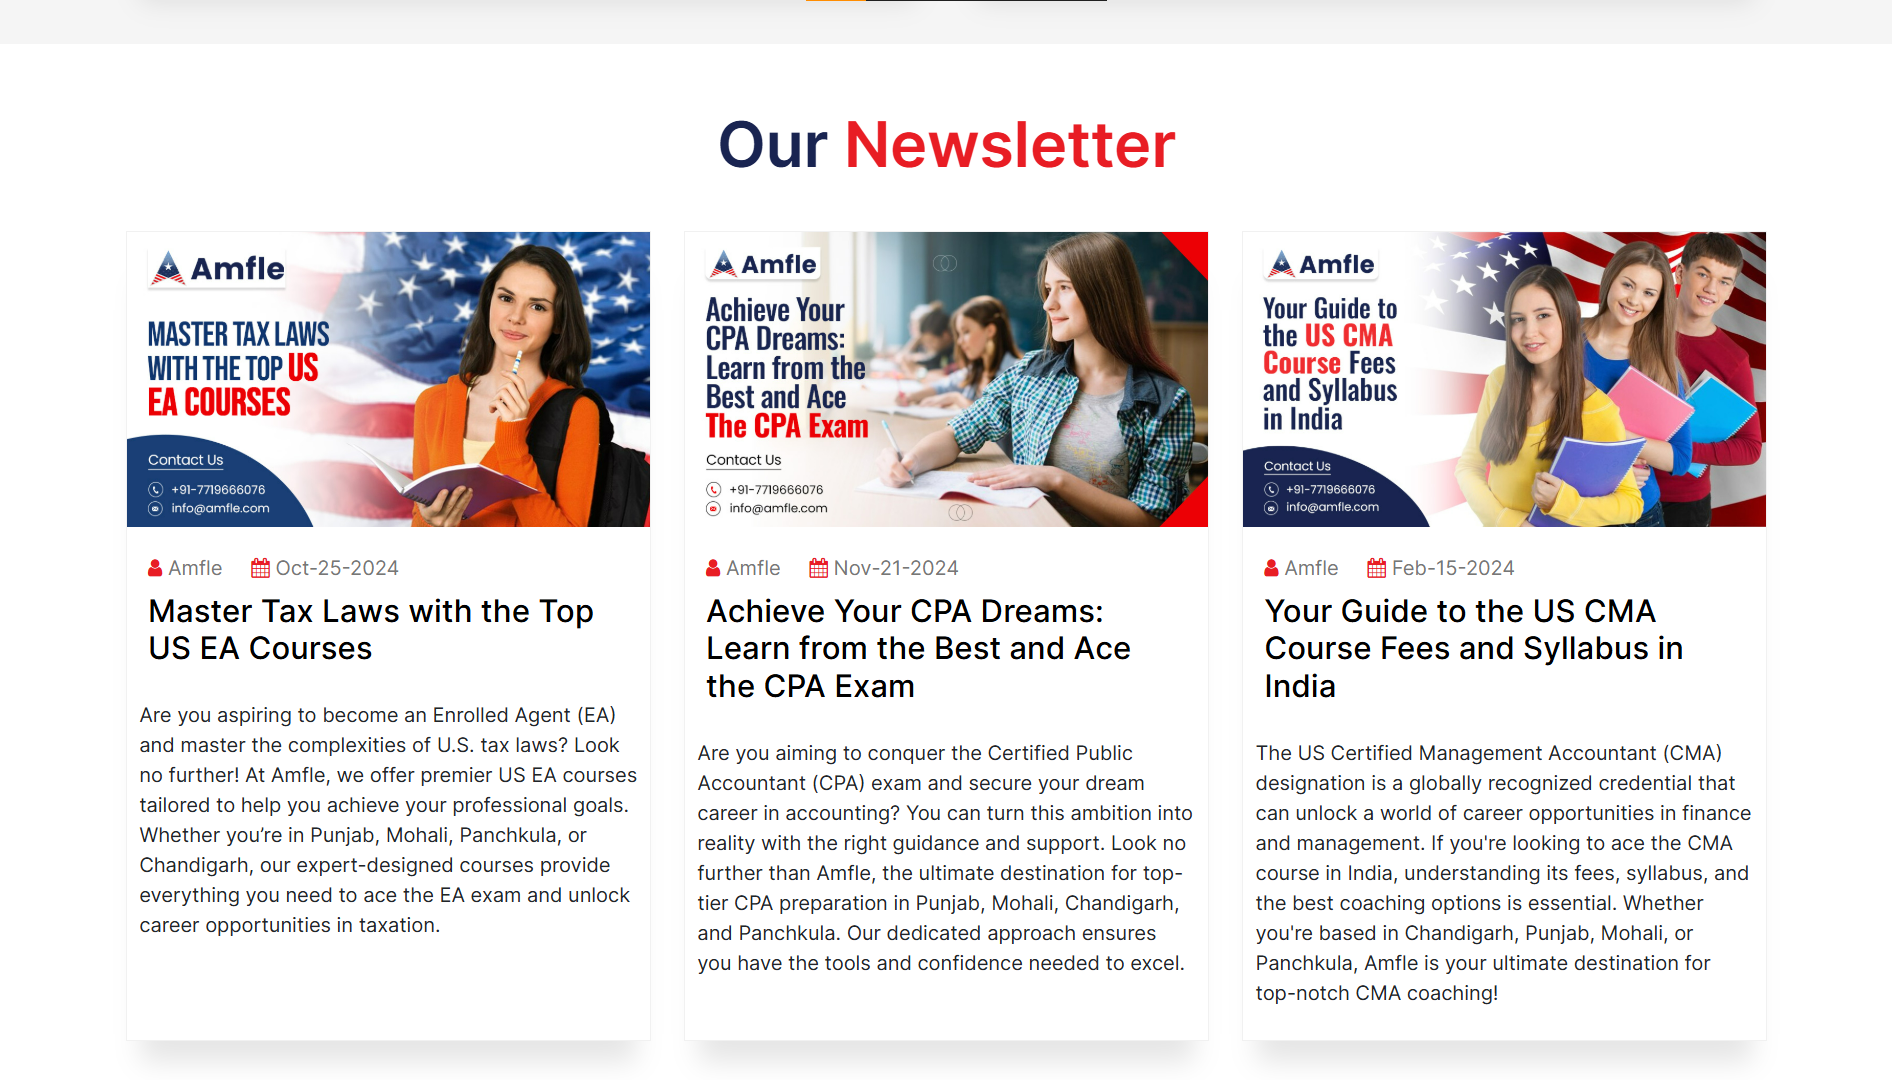 Our Newsletter
Amfle
MASTER TAX LAWS
WITH THE TOP US
EA COURSES
Contact Us
+91-7719666076
info@amfle.com
Amfle Oct-25-2024
Master Tax Laws with the Top
US EA Courses
Are you aspiring to become an Enrolled Agent (EA)
and master the complexities of U.S. tax laws? Look
no further! At Amfle, we offer premier US EA courses
tailored to help you achieve your professional goals.
Whether you’re in Punjab, Mohali, Panchkula, or
Chandigarh, our expert-designed courses provide
everything you need to ace the EA exam and unlock
career opportunities in taxation.
Amfle
Achieve Your
CPA Dreams:
Learn from the
Best and Ace
The CPA Exam
Contact Us
+91-7719666076
info@amfle.com
Amfle Nov-21-2024
Achieve Your CPA Dreams:
Learn from the Best and Ace
the CPA Exam
Are you aiming to conquer the Certified Public
Accountant (CPA) exam and secure your dream
career in accounting? You can turn this ambition into
reality with the right guidance and support. Look no
further than Amfle, the ultimate destination for top-
tier CPA preparation in Punjab, Mohali, Chandigarh,
and Panchkula. Our dedicated approach ensures
you have the tools and confidence needed to excel.
Amfle
Your Guide to
the US CMA
Course Fees
and Syllabus
in India
Contact Us
+91-7719666076
info@amfle.com
Amfle Feb-15-2024
Your Guide to the US CMA
Course Fees and Syllabus in
India
The US Certified Management Accountant (CMA)
designation is a globally recognized credential that
can unlock a world of career opportunities in finance
and management. If you're looking to ace the CMA
course in India, understanding its fees, syllabus, and
the best coaching options is essential. Whether
you're based in Chandigarh, Punjab, Mohali, or
Panchkula, Amfle is your ultimate destination for
top-notch CMA coaching!